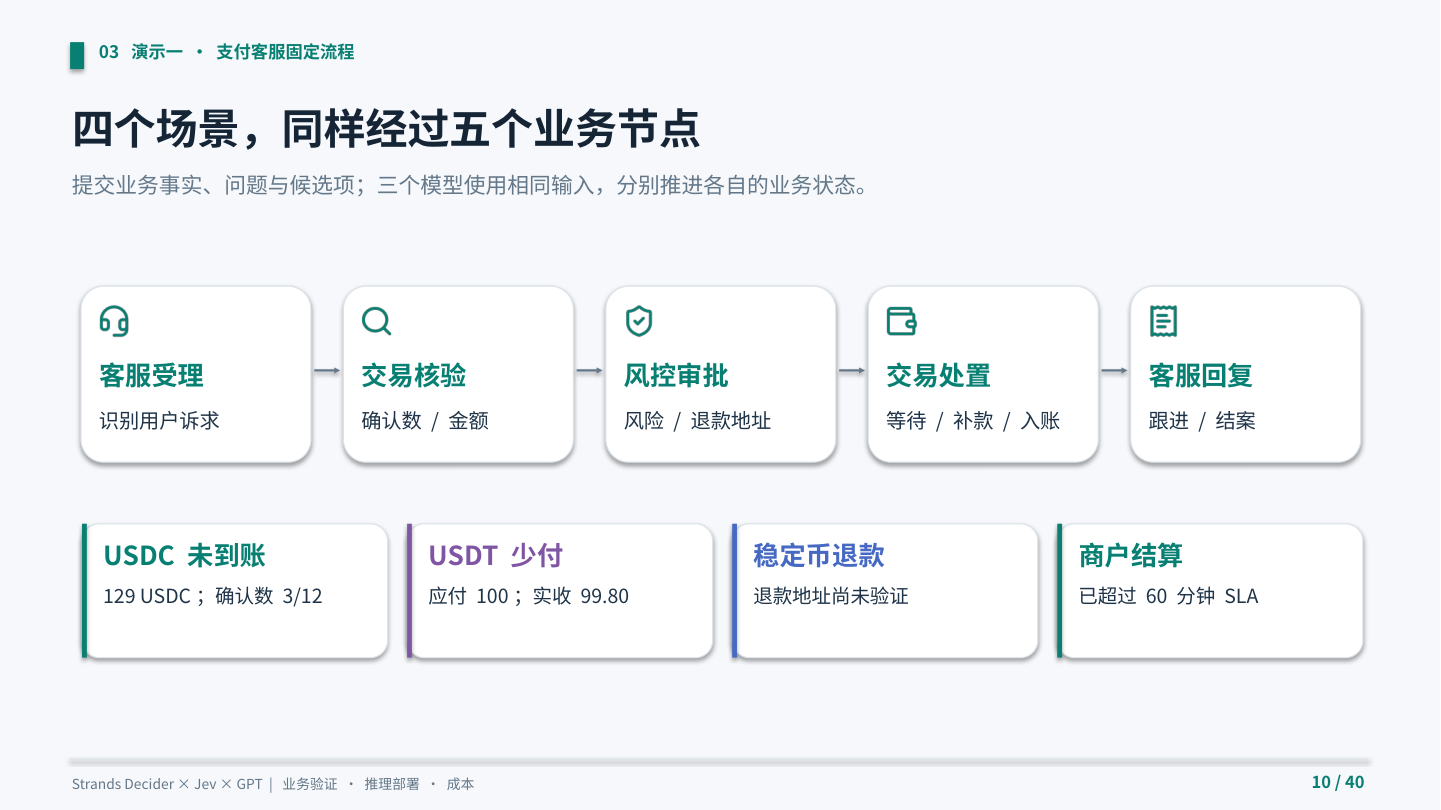 03 演示一 · 支付客服固定流程
四个场景，同样经过五个业务节点
提交业务事实、问题与候选项；三个模型使用相同输入，分别推进各自的业务状态。
客服受理
识别用户诉求
交易核验
确认数 / 金额
风控审批
风险 / 退款地址
交易处置
等待 / 补款 / 入账
客服回复
跟进 / 结案
USDC 未到账
129 USDC；确认数 3/12
USDT 少付
应付 100；实收 99.80
稳定币退款
退款地址尚未验证
商户结算
已超过 60 分钟 SLA
Strands Decider × Jev × GPT | 业务验证 · 推理部署 · 成本
10 / 40